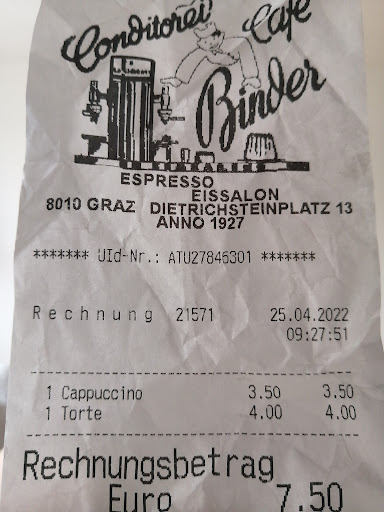 Conditorei Café
Binder
ESPRESSO
EISSALON
8010 GRAZ DIETRICHSTEINPLATZ 13
ANNO 1927
******* UId-Nr.: ATU27846301 *******
Rechnung 21571 25.04.2022
09:27:51
1 Cappuccino 3.50 3.50
1 Torte 4.00 4.00
Rechnungsbetrag
Euro 7.50